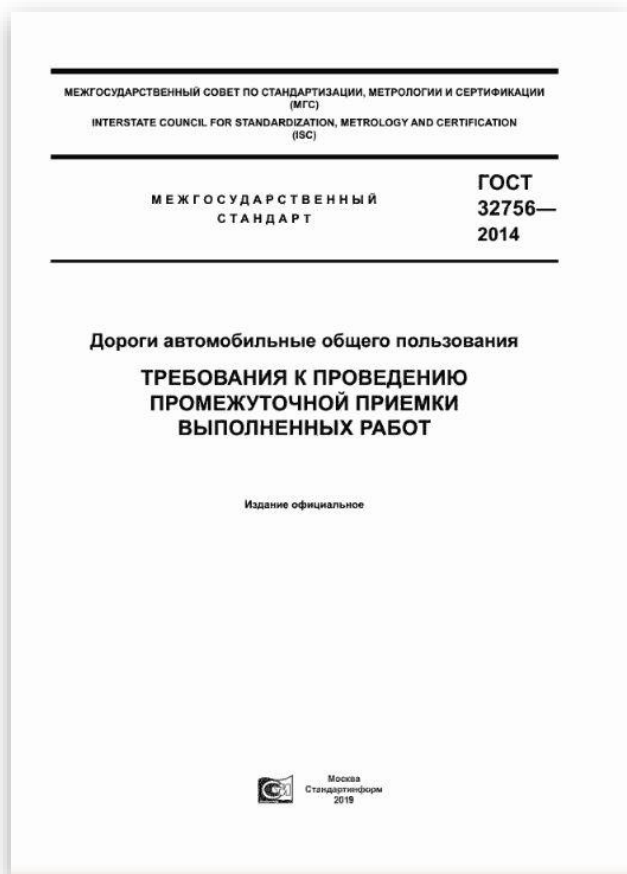 МЕЖГОСУДАРСТВЕННЫЙ СОВЕТ ПО СТАНДАРТИЗАЦИИ, МЕТРОЛОГИИ И СЕРТИФИКАЦИИ
(МГС)
INTERSTATE COUNCIL FOR STANDARDIZATION, METROLOGY AND CERTIFICATION
(ISC)
МЕЖГОСУДАРСТВЕННЫЙ
СТАНДАРТ
ГОСТ
32756—
2014
Дороги автомобильные общего пользования
ТРЕБОВАНИЯ К ПРОВЕДЕНИЮ
ПРОМЕЖУТОЧНОЙ ПРИЕМКИ
ВЫПОЛНЕННЫХ РАБОТ
Издание официальное
Москва
Стандартинформ
2019